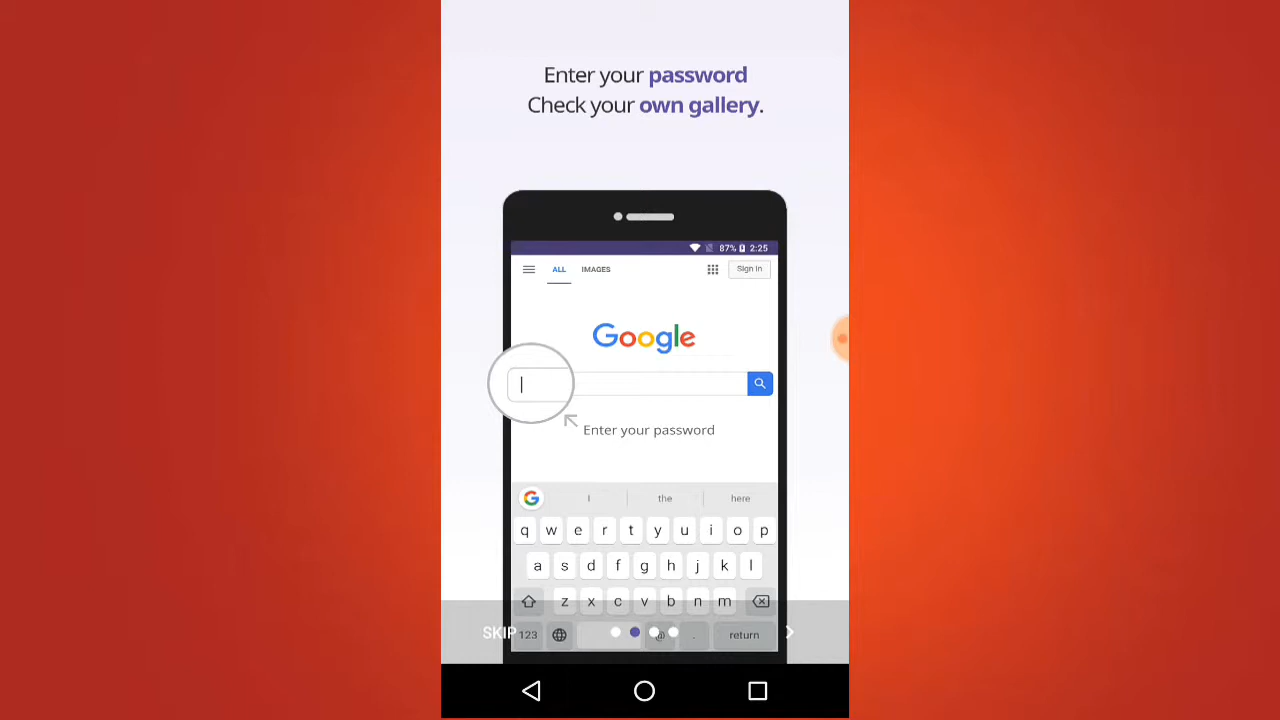 Enter your password
Check your own gallery.
87% 2:25
ALL IMAGES Sign in
Google
Enter your password
G I the here
q w e r t y u i o p
a s d f g h j k l
z x c v b n m
SKIP 123 @ . return